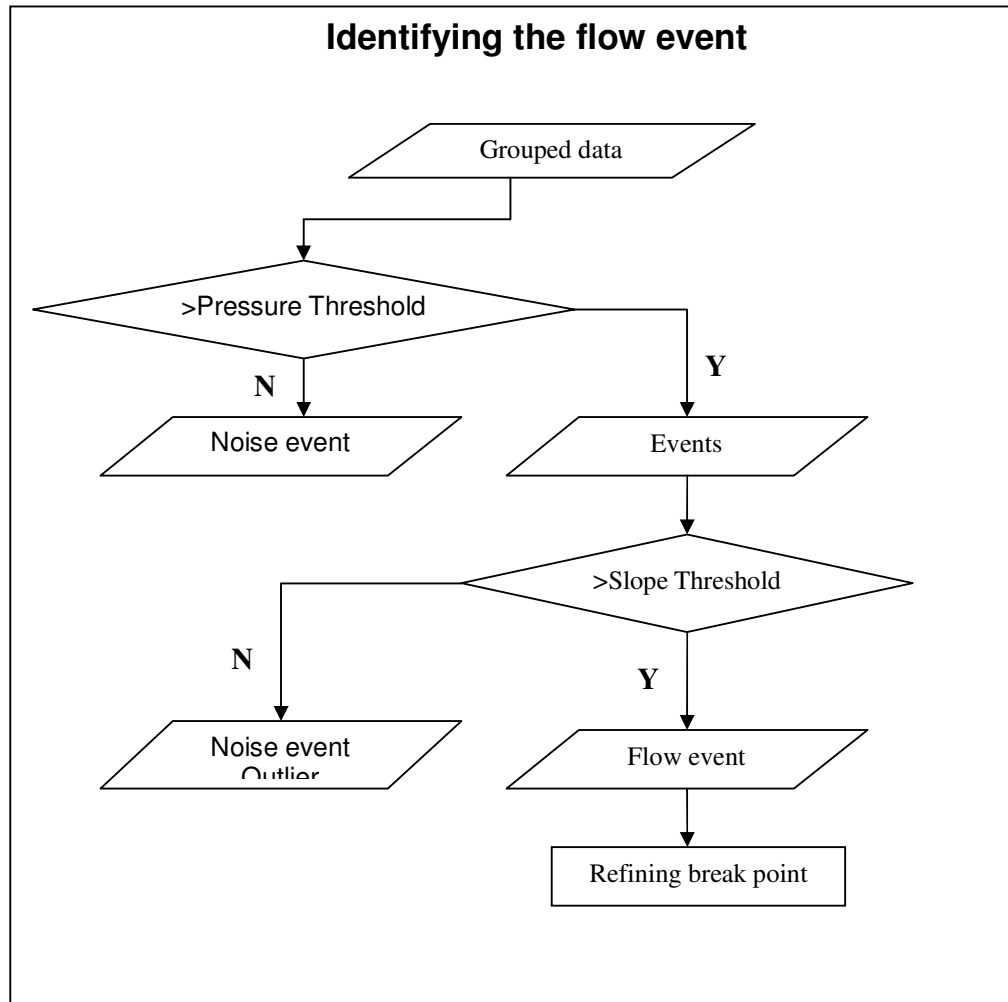 Identifying the flow event
Grouped data
>Pressure Threshold
N
Y
Noise event
Events
>Slope Threshold
N
Y
Noise event
Outlier
Flow event
Refining break point